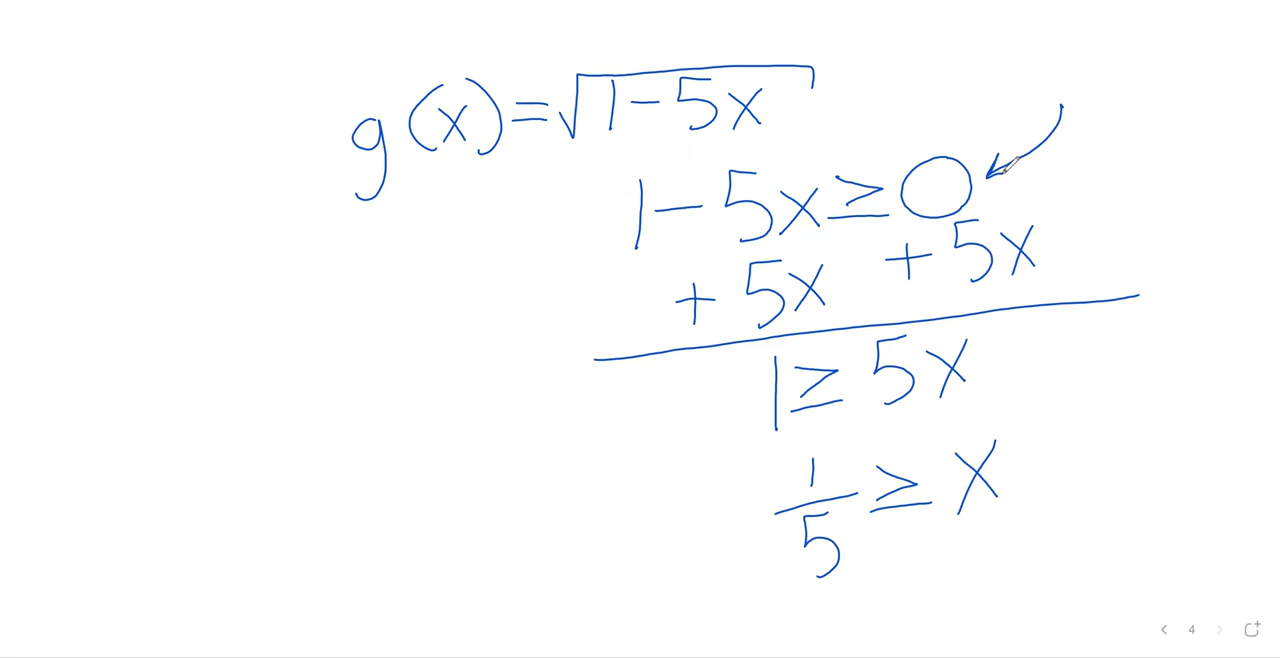 g(x)=√1-5x
1-5x≥0
+5x +5x
1≥5x
1/5≥x
4